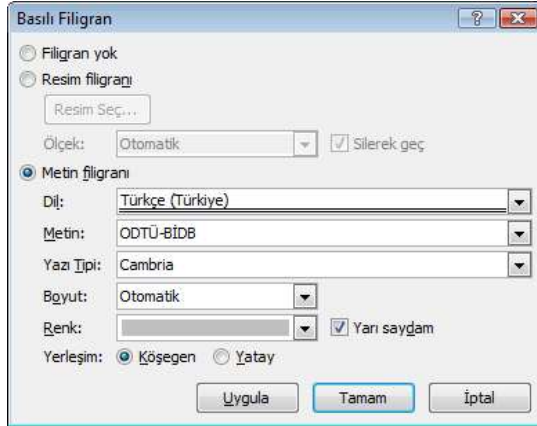 Basılı Filigran
Filigran yok
Resim filigranı
Resim Seç...
Ölçek: Otomatik Silerek geç
Metin filigranı
Dil: Türkçe (Türkiye)
Metin: ODTÜ-BİDB
Yazı Tipi: Cambria
Boyut: Otomatik
Renk: Yarı saydam
Yerleşim: Köşegen Yatay
Uygula Tamam İptal